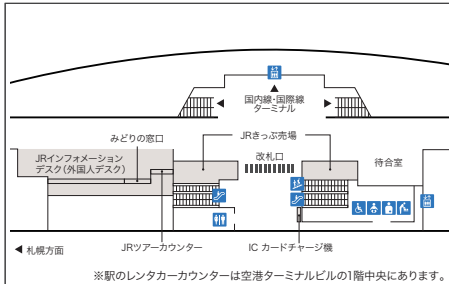 国内線・国際線
ターミナル
みどりの窓口
JRきっぷ売場
JRインフォメーション
デスク(外国人デスク)
改札口
待合室
◀ 札幌方面
JRツアーカウンター
IC カードチャージ機
※駅のレンタカーカウンターは空港ターミナルビルの1階中央にあります。